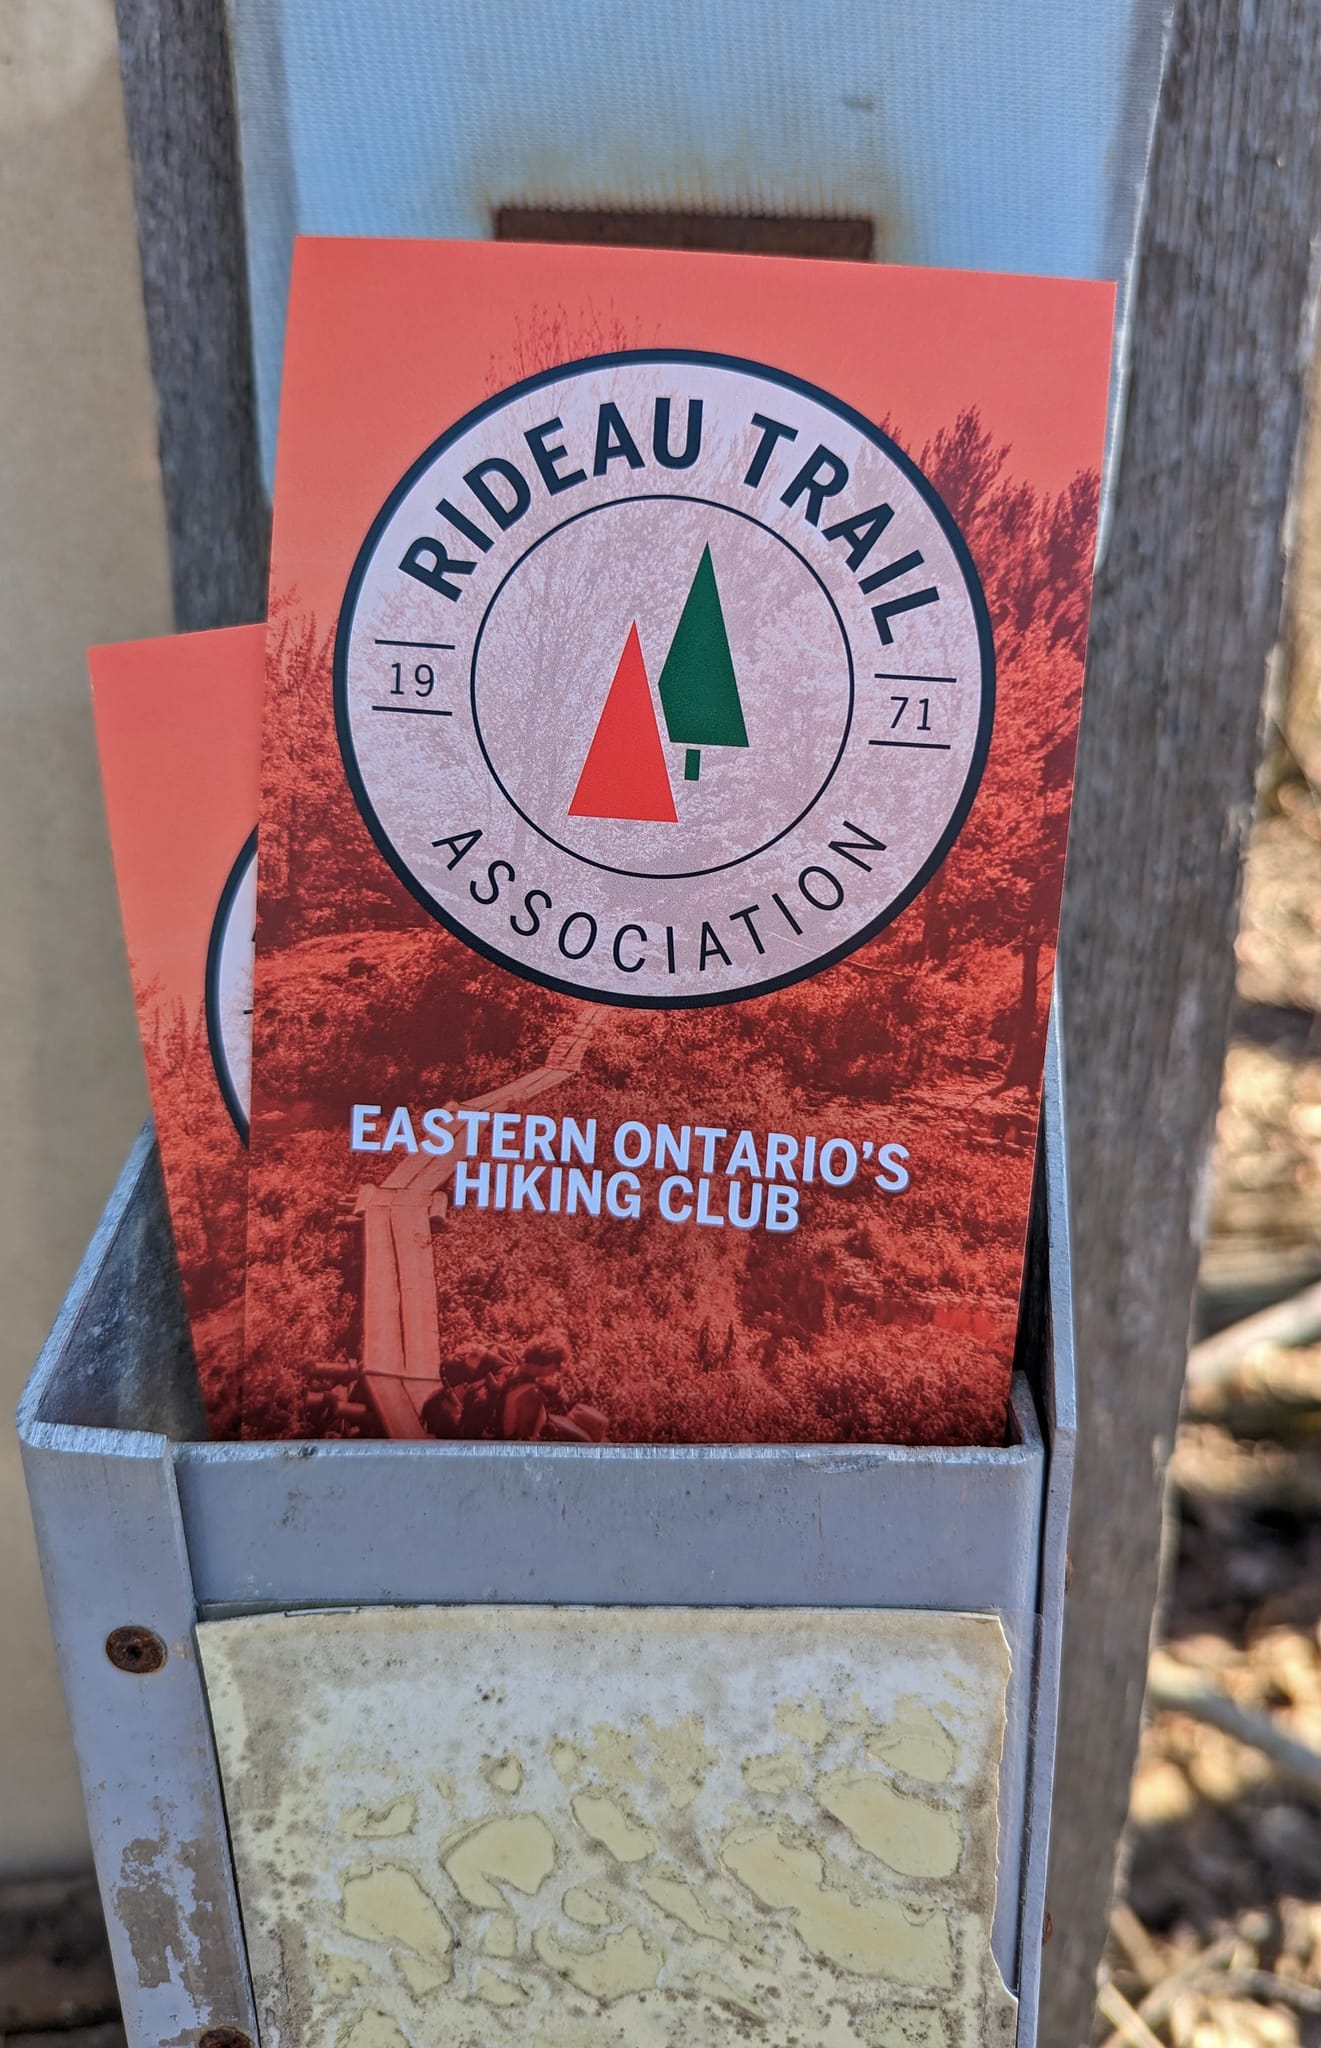 RIDEAU TRAIL
19 71
ASSOCIATION
EASTERN ONTARIO'S
HIKING CLUB